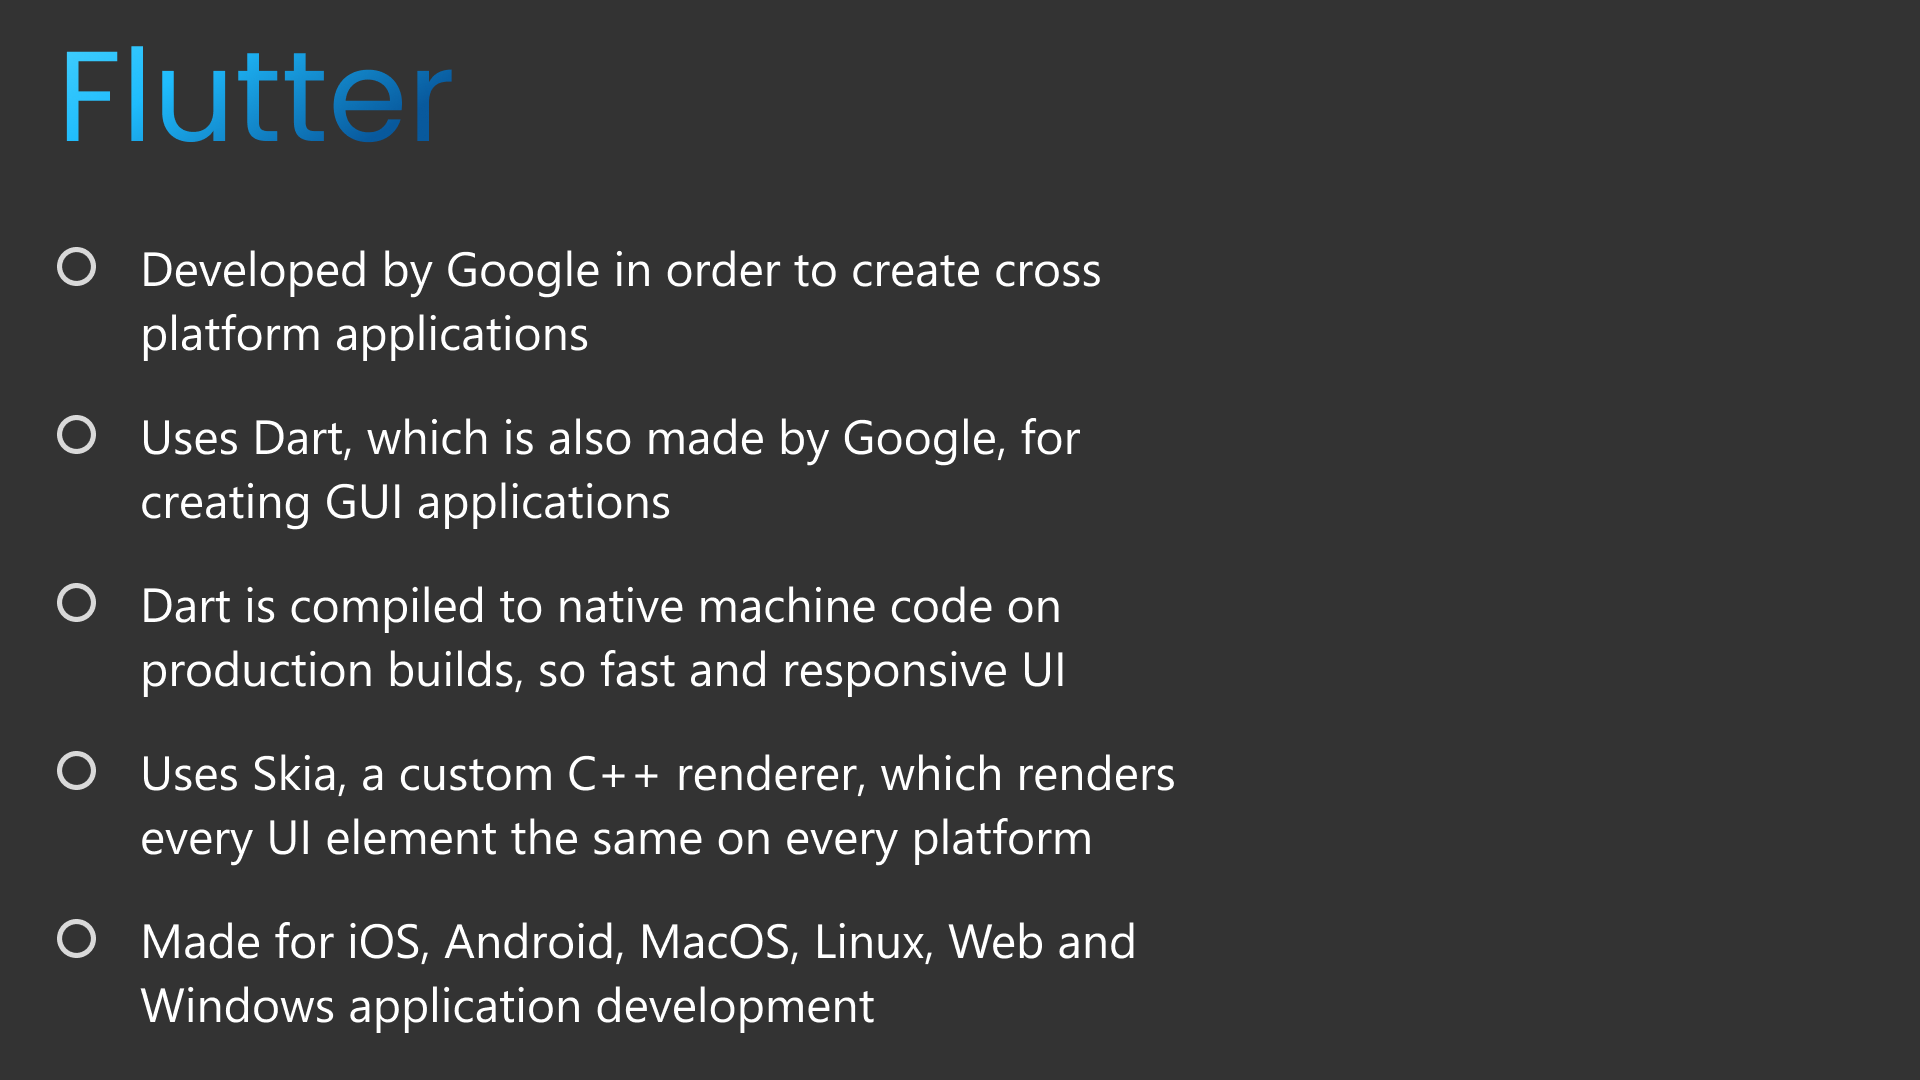 Flutter
Developed by Google in order to create cross
platform applications
Uses Dart, which is also made by Google, for
creating GUI applications
Dart is compiled to native machine code on
production builds, so fast and responsive UI
Uses Skia, a custom C++ renderer, which renders
every UI element the same on every platform
Made for iOS, Android, MacOS, Linux, Web and
Windows application development